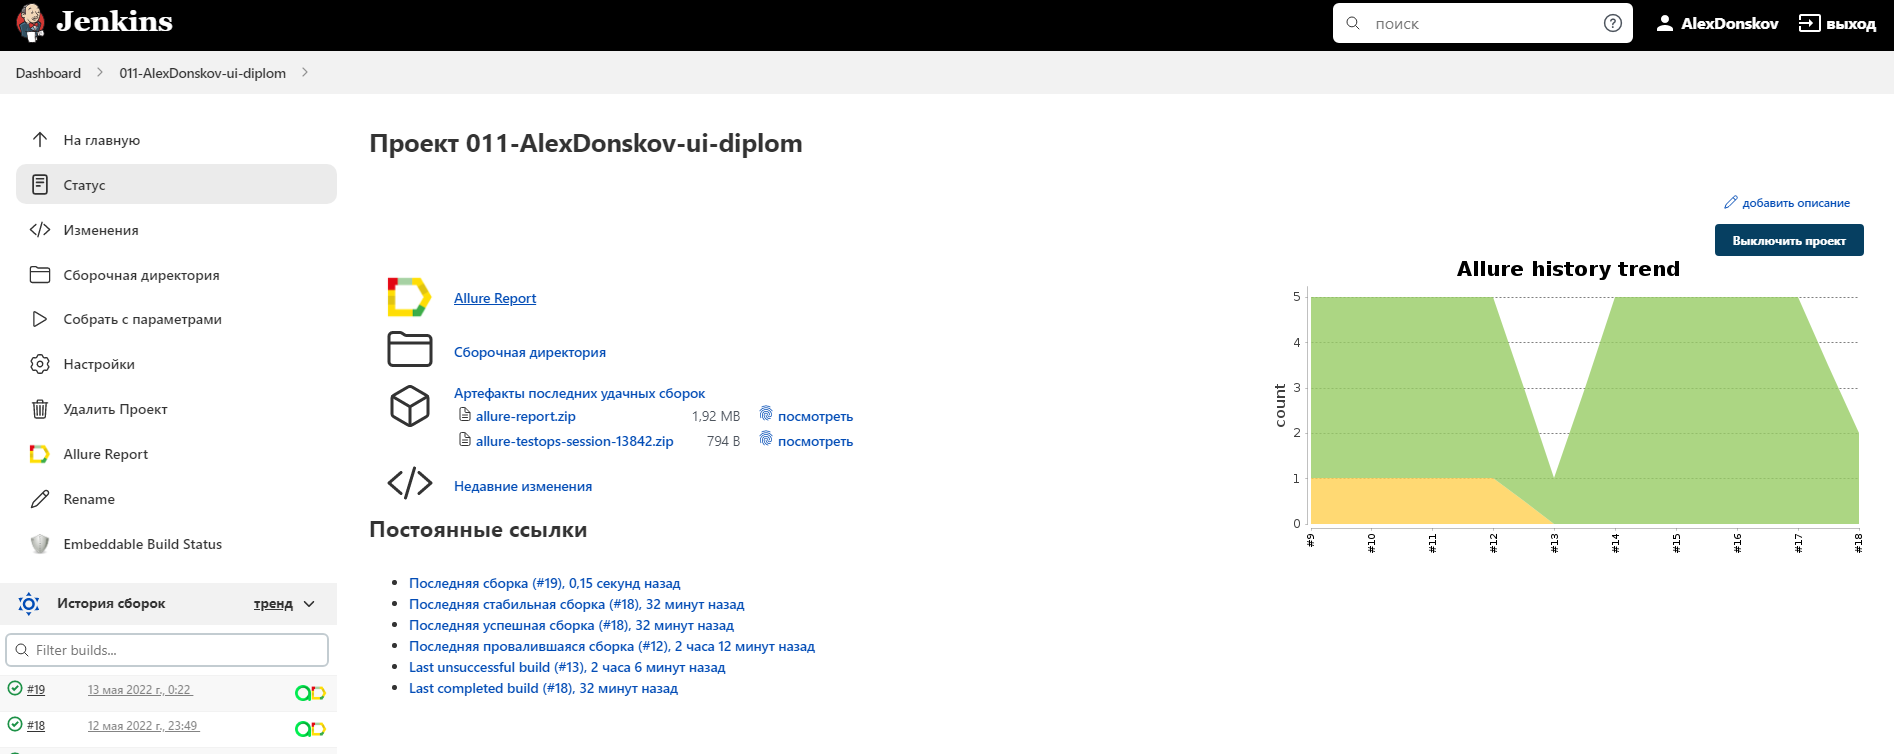 Jenkins
поиск
AlexDonskov
выход
Dashboard
011-AlexDonskov-ui-diplom
На главную
Статус
Изменения
Сборочная директория
Собрать с параметрами
Настройки
Удалить Проект
Allure Report
Rename
Embeddable Build Status
История сборок
тренд
Filter builds...
#19 13 мая 2022 г., 0:22
#18 12 мая 2022 г., 23:49
Проект 011-AlexDonskov-ui-diplom
добавить описание
Выключить проект
Allure Report
Сборочная директория
Артефакты последних удачных сборок
allure-report.zip 1,92 MB посмотреть
allure-testops-session-13842.zip 794 B посмотреть
Недавние изменения
Постоянные ссылки
Последняя сборка (#19), 0,15 секунд назад
Последняя стабильная сборка (#18), 32 минут назад
Последняя успешная сборка (#18), 32 минут назад
Последняя провалившаяся сборка (#12), 2 часа 12 минут назад
Last unsuccessful build (#13), 2 часа 6 минут назад
Last completed build (#18), 32 минут назад
Allure history trend
count
5
4
3
2
1
0
#9 #10 #11 #12 #13 #14 #15 #16 #17 #18